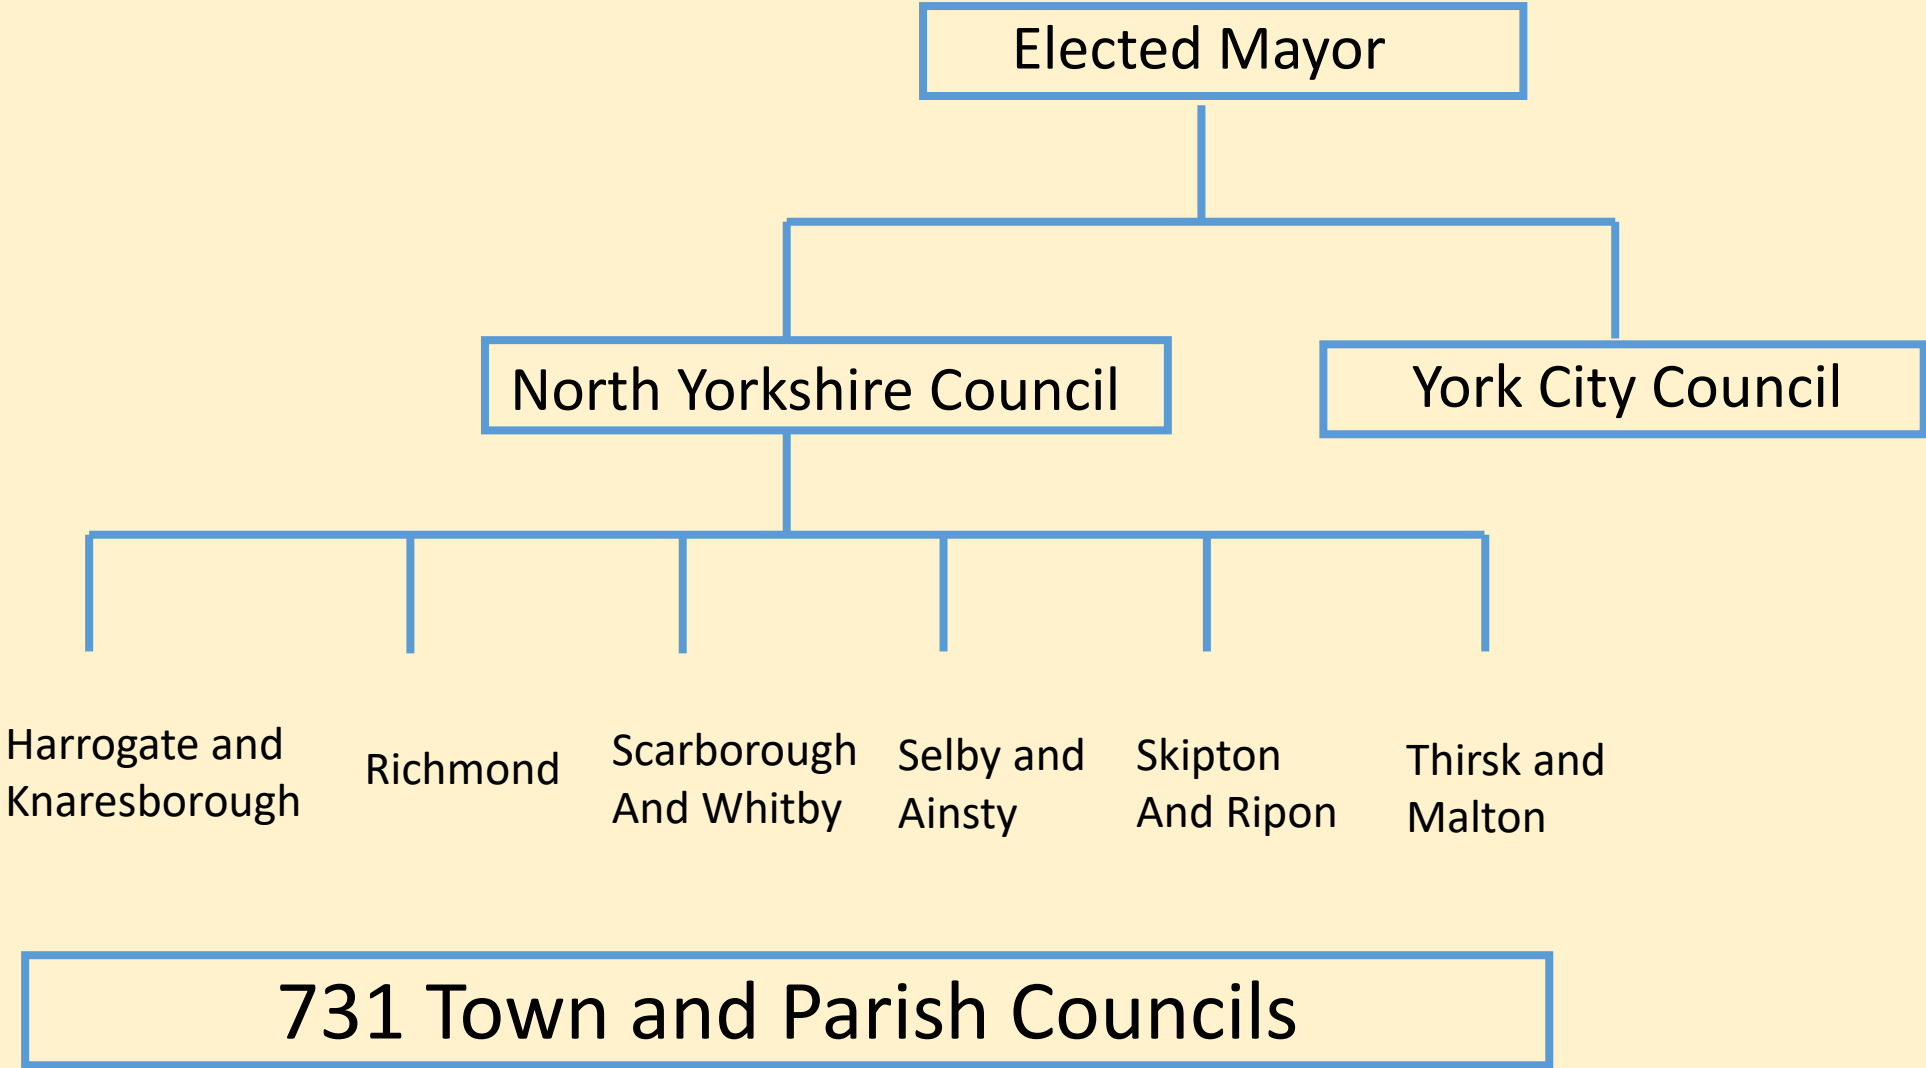 Elected Mayor
North Yorkshire Council
York City Council
Harrogate and
Knaresborough
Richmond
Scarborough
And Whitby
Selby and
Ainsty
Skipton
And Ripon
Thirsk and
Malton
731 Town and Parish Councils